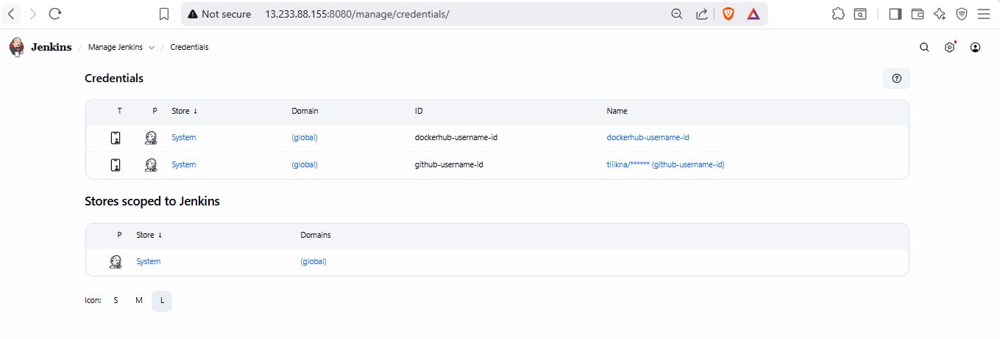 Not secure 13.233.88.155:8080/manage/credentials/
Jenkins / Manage Jenkins / Credentials
Credentials
T P Store ↓ Domain ID Name
System (global) dockerhub-username-id dockerhub-username-id
System (global) github-username-id tiiikna/****** (github-username-id)
Stores scoped to Jenkins
P Store ↓ Domains
System (global)
Icon: S M L